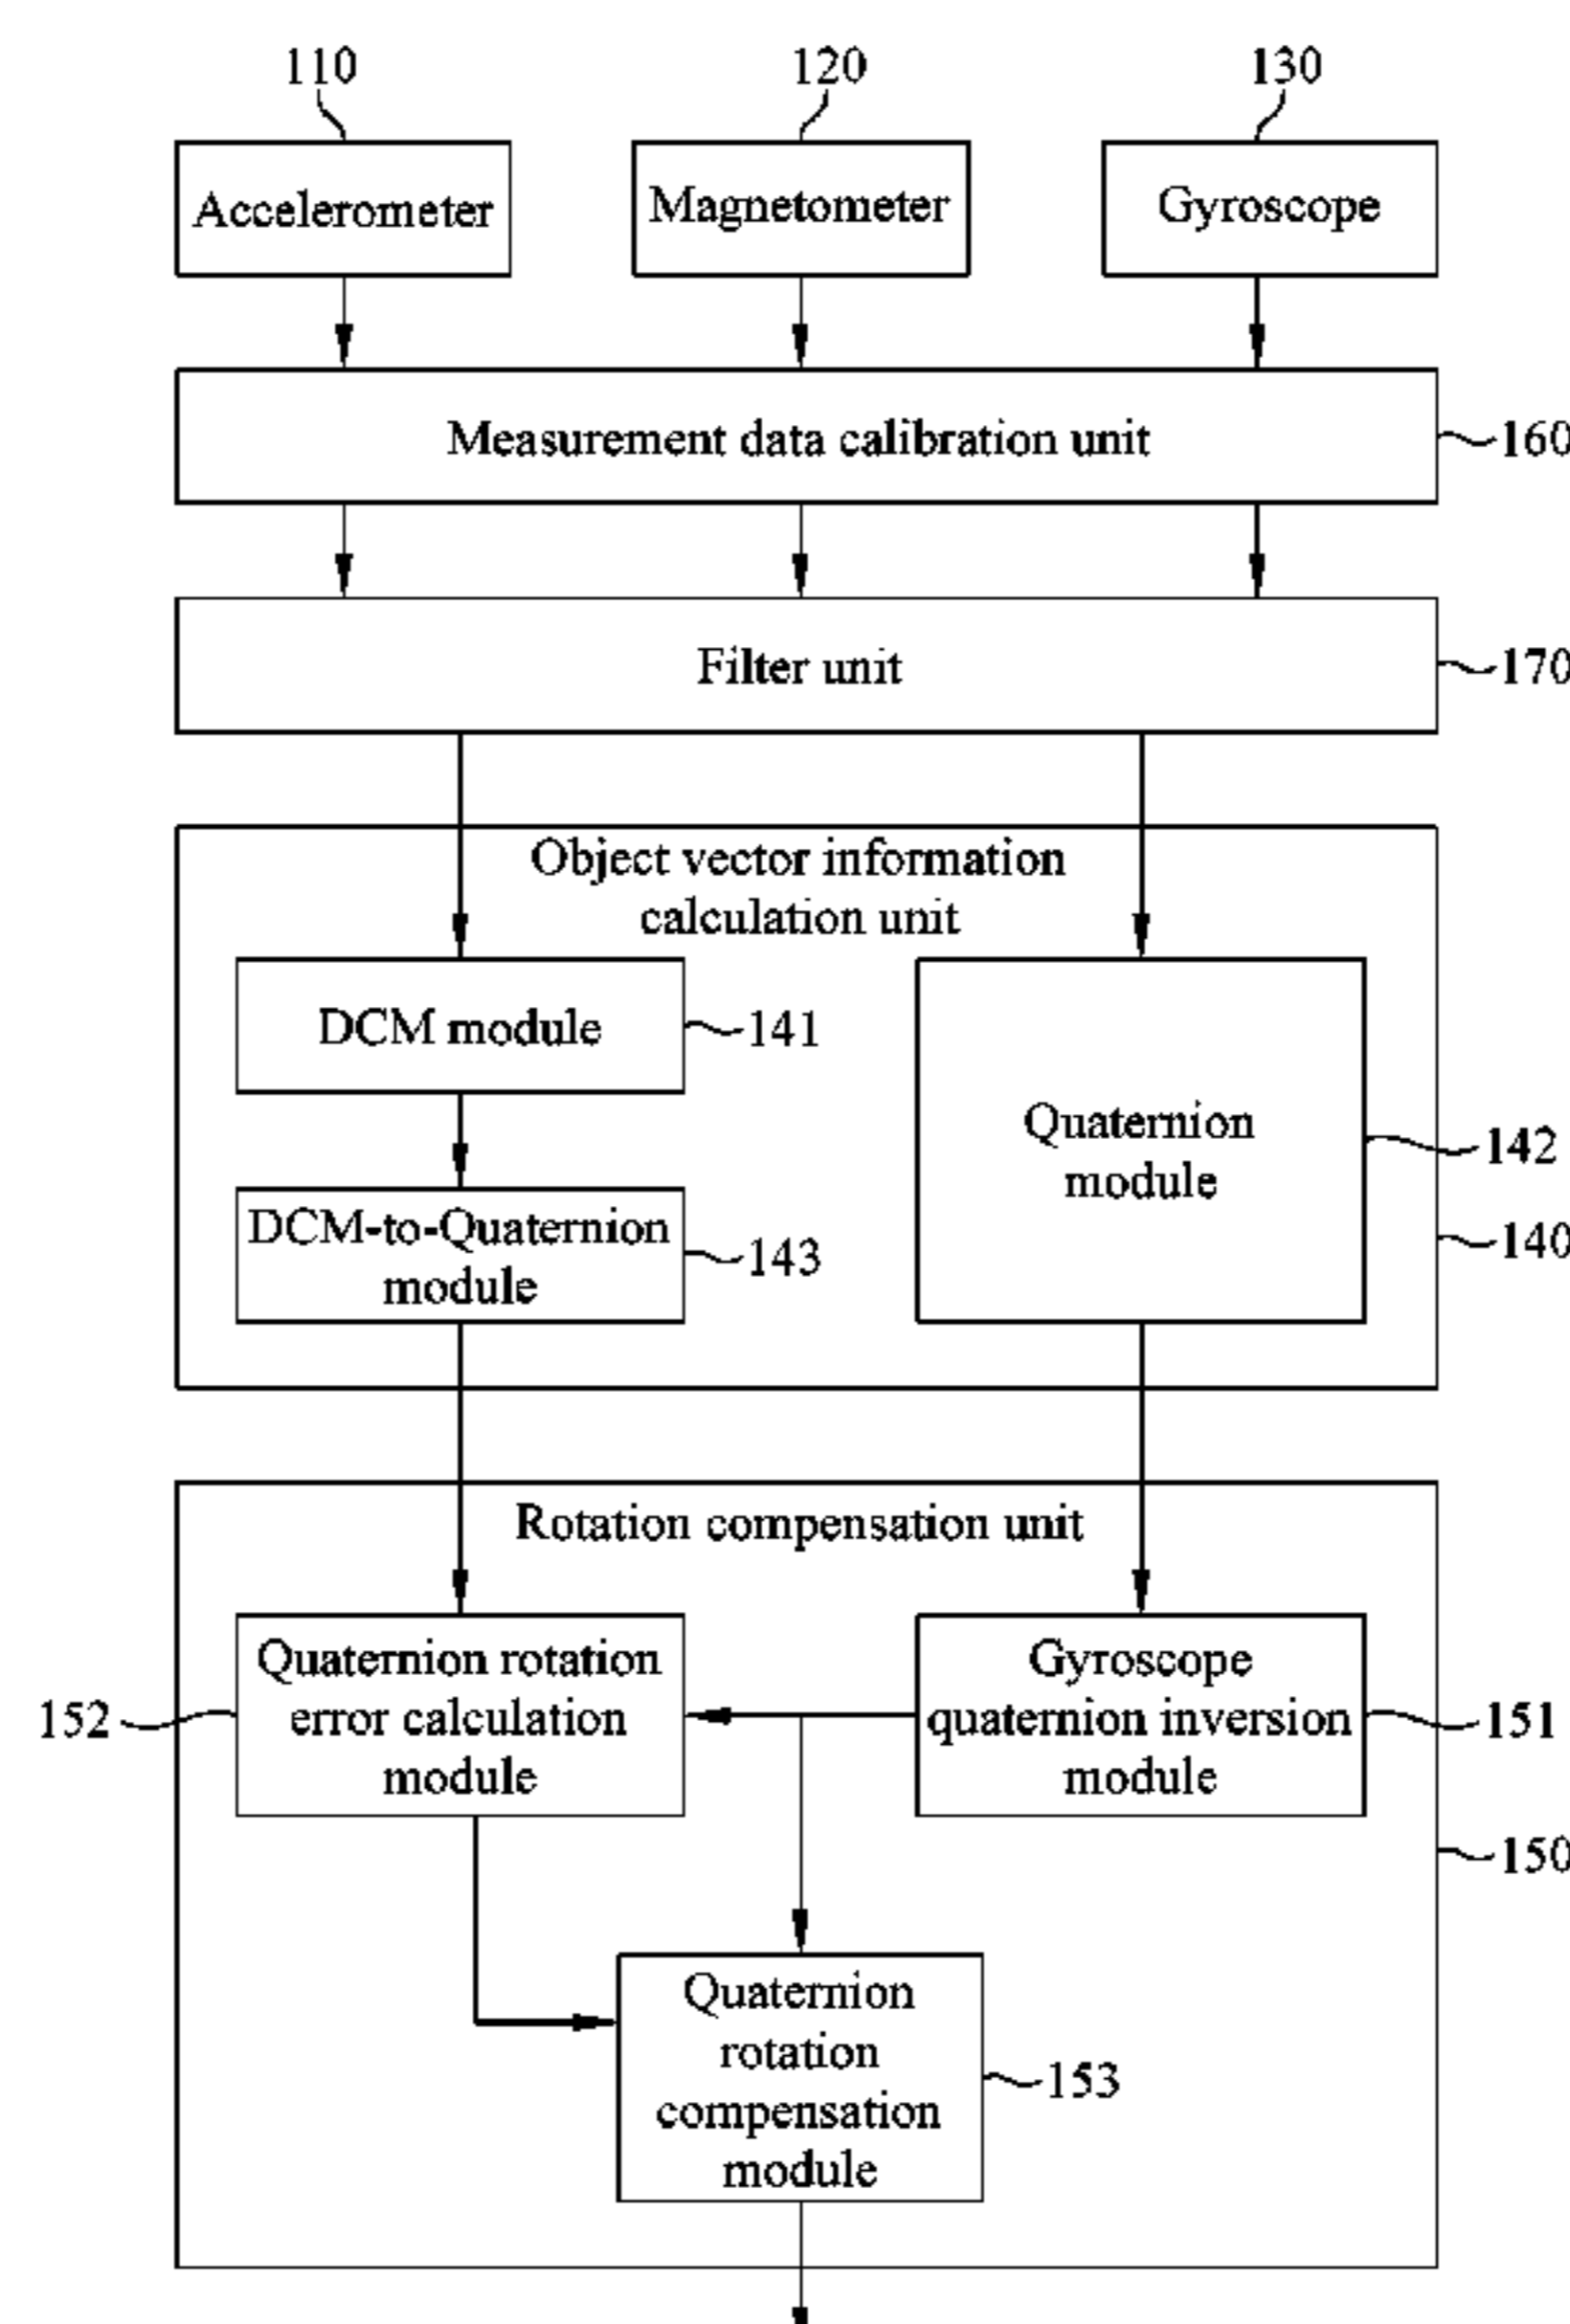 110
120
130
Accelerometer
Magnetometer
Gyroscope
Measurement data calibration unit
160
Filter unit
170
Object vector information
calculation unit
DCM module
141
Quaternion
module
142
DCM-to-Quaternion
module
143
140
Rotation compensation unit
152
Quaternion rotation
error calculation
module
Gyroscope
quaternion inversion
module
151
150
Quaternion
rotation
compensation
module
153